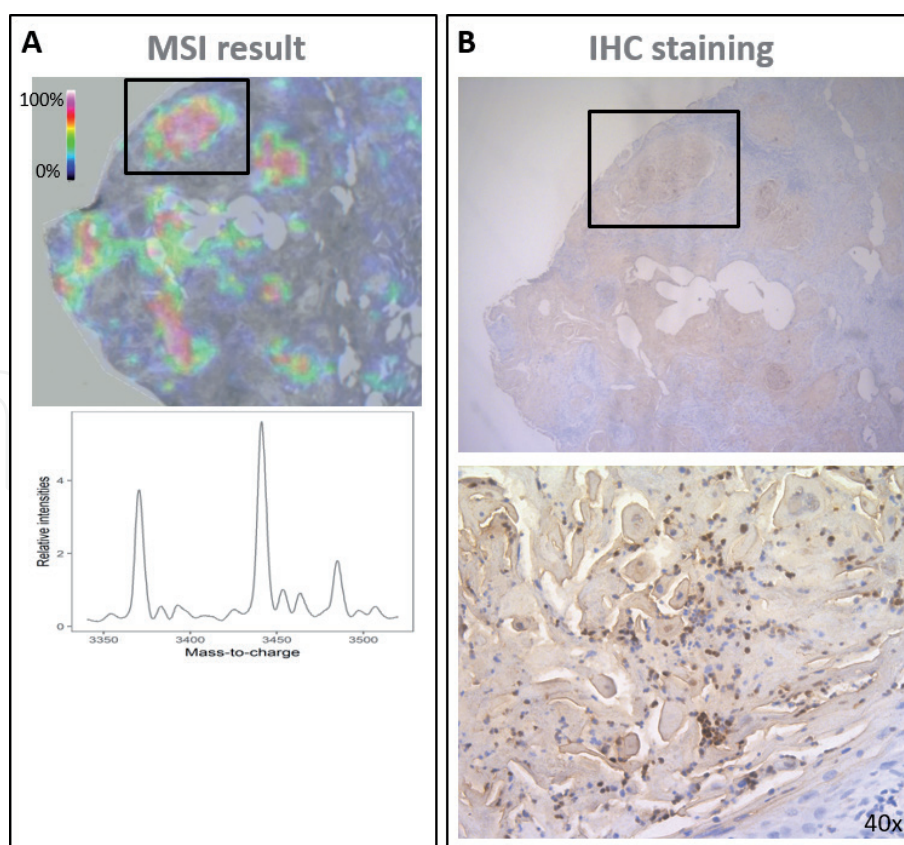 A
MSI result
100%
0%
4
2
0
Relative intensities
3350
3400
3450
3500
Mass-to-charge
B
IHC staining
40x